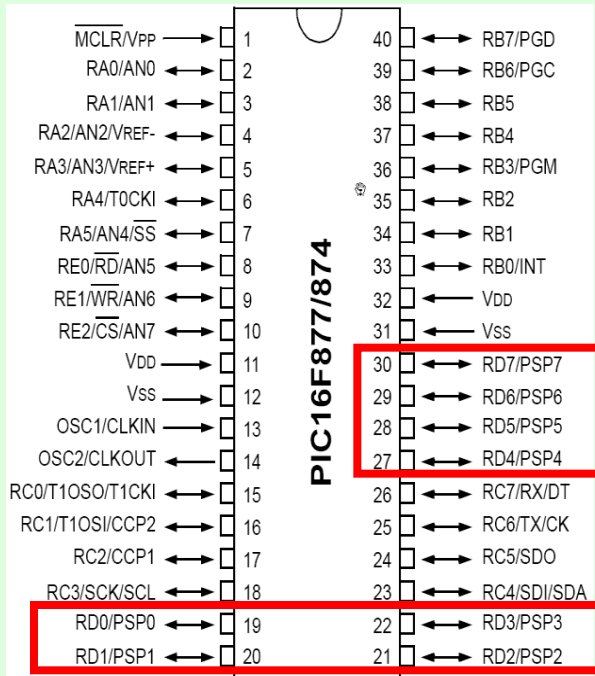 MCLR/VPP 1 40 RB7/PGD
RA0/AN0 2 39 RB6/PGC
RA1/AN1 3 38 RB5
RA2/AN2/VREF- 4 37 RB4
RA3/AN3/VREF+ 5 36 RB3/PGM
RA4/T0CKI 6 35 RB2
RA5/AN4/SS 7 34 RB1
RE0/RD/AN5 8 33 RB0/INT
RE1/WR/AN6 9 32 VDD
RE2/CS/AN7 10 31 VSS
VDD 11 30 RD7/PSP7
VSS 12 29 RD6/PSP6
OSC1/CLKIN 13 28 RD5/PSP5
OSC2/CLKOUT 14 27 RD4/PSP4
RC0/T1OSO/T1CKI 15 26 RC7/RX/DT
RC1/T1OSI/CCP2 16 25 RC6/TX/CK
RC2/CCP1 17 24 RC5/SDO
RC3/SCK/SCL 18 23 RC4/SDI/SDA
RD0/PSP0 19 22 RD3/PSP3
RD1/PSP1 20 21 RD2/PSP2
PIC16F877/874